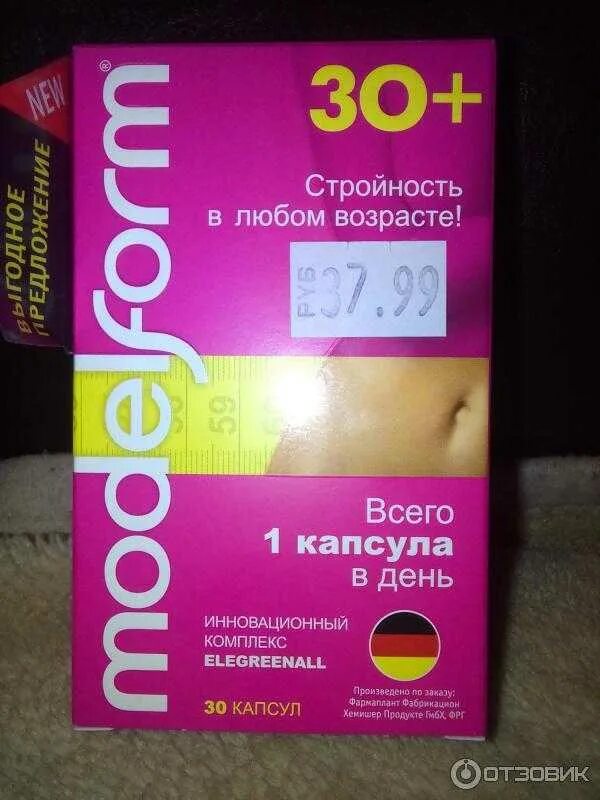 NEW
ВЫГОДНОЕ
ПРЕДЛОЖЕНИЕ
modelform®
30+
Стройность
в любом возрасте!
РУБ 37.99
59
Всего
1 капсула
в день
ИННОВАЦИОННЫЙ
КОМПЛЕКС
ELEGREENALL
30 КАПСУЛ
Произведено по заказу:
Фармаплант Фабрикацион
Хемишер Продукте ГмбХ, ФРГ
ОТЗОВИК